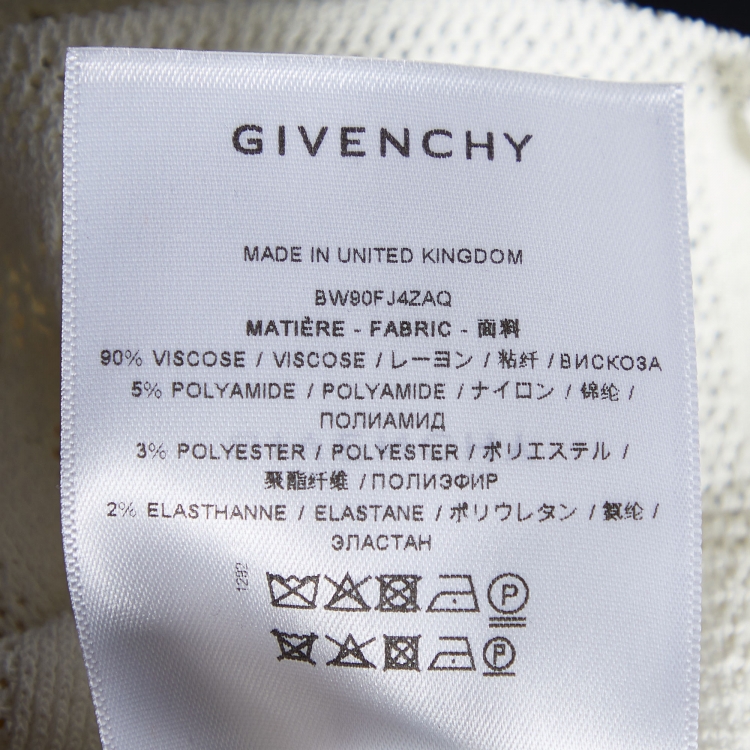 GIVENCHY
MADE IN UNITED KINGDOM
BW90FJ4ZAQ
MATIÈRE - FABRIC - 面料
90% VISCOSE / VISCOSE / レーヨン / 粘纤 / ВИСКОЗА
5% POLYAMIDE / POLYAMIDE / ナイロン / 锦纶 /
ПОЛИАМИД
3% POLYESTER / POLYESTER / ポリエステル /
聚酯纤维 / ПОЛИЭФИР
2% ELASTHANNE / ELASTANE / ポリウレタン / 氨纶 /
ЭЛАСТАН
1292
P
P